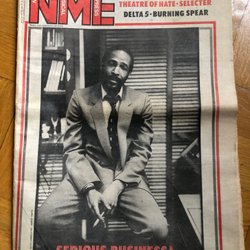 NME
THEATRE OF HATE · SELECTER
DELTA 5 · BURNING SPEAR
SERIOUS BUSINESS!